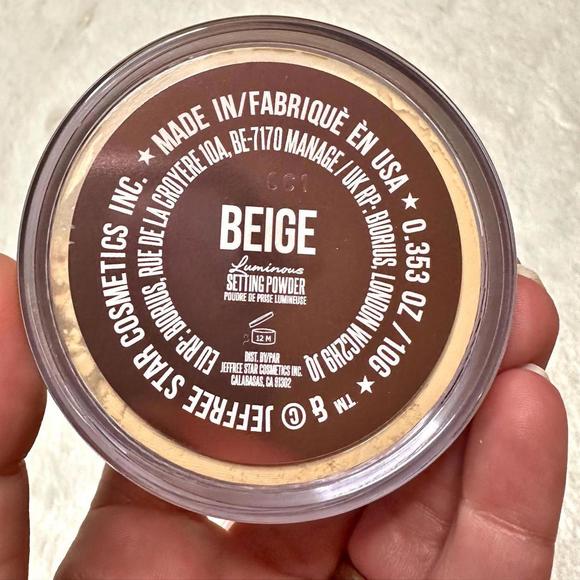 ★ MADE IN/FABRIQUÈ ÈN USA ★ 0.353 OZ / 10G ★ ™ & © JEFFREE STAR COSMETICS INC.
EU RP: BIORIUS, RUE DE LA CROYERE 10A, BE-7170 MANAGE / UK RP: BIORIUS, LONDON WC2H9 JQ
BEIGE
Luminous
SETTING POWDER
POUDRE DE PRISE LUMINEUSE
12 M
DIST. BY/PAR
JEFFREE STAR COSMETICS INC.
CALABASAS, CA 91302